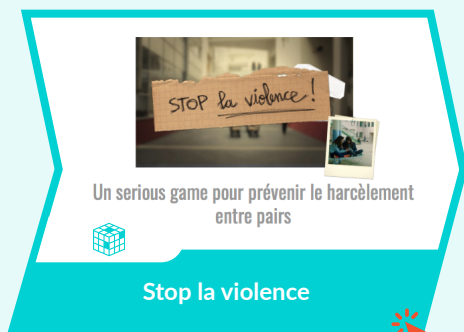 STOP la violence !
Un serious game pour prévenir le harcèlement
entre pairs
Stop la violence